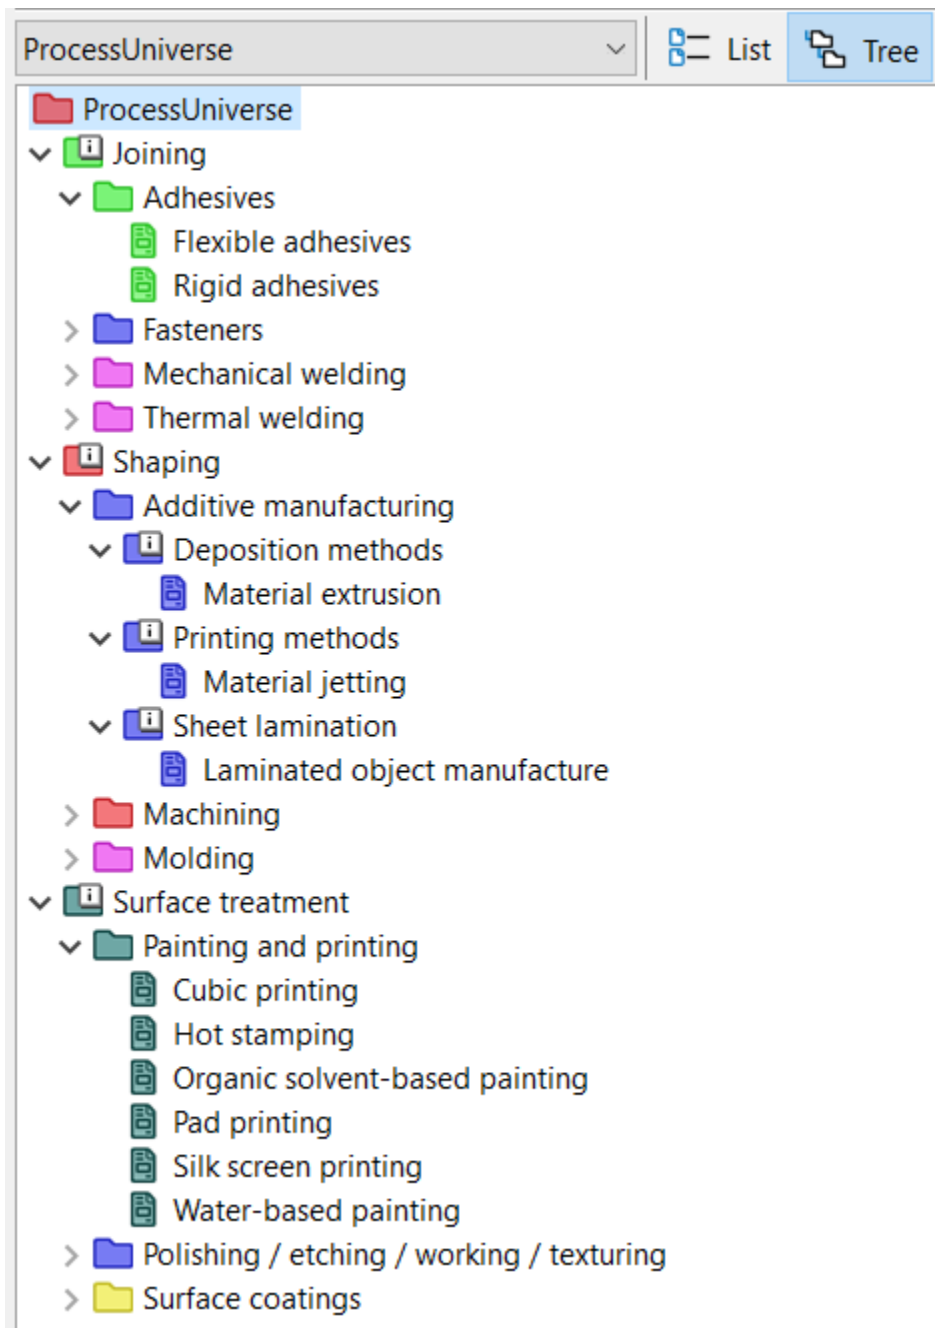 ProcessUniverse List Tree
ProcessUniverse
Joining
Adhesives
Flexible adhesives
Rigid adhesives
Fasteners
Mechanical welding
Thermal welding
Shaping
Additive manufacturing
Deposition methods
Material extrusion
Printing methods
Material jetting
Sheet lamination
Laminated object manufacture
Machining
Molding
Surface treatment
Painting and printing
Cubic printing
Hot stamping
Organic solvent-based painting
Pad printing
Silk screen printing
Water-based painting
Polishing / etching / working / texturing
Surface coatings